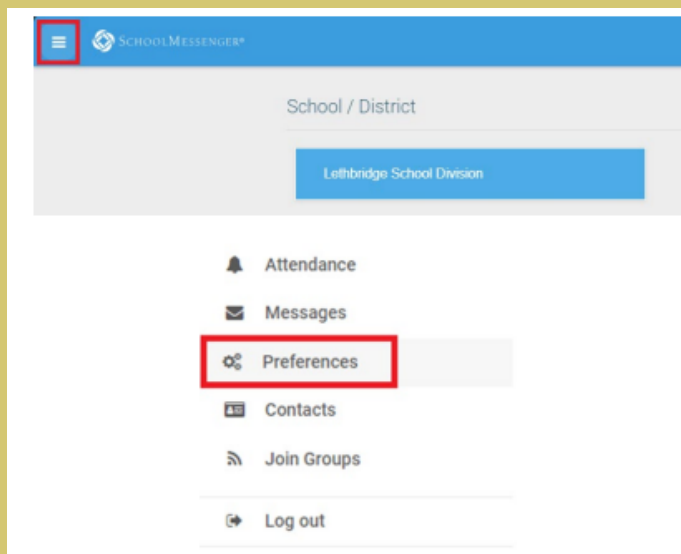 SCHOOLMESSENGER®
School / District
Lethbridge School Division
Attendance
Messages
Preferences
Contacts
Join Groups
Log out